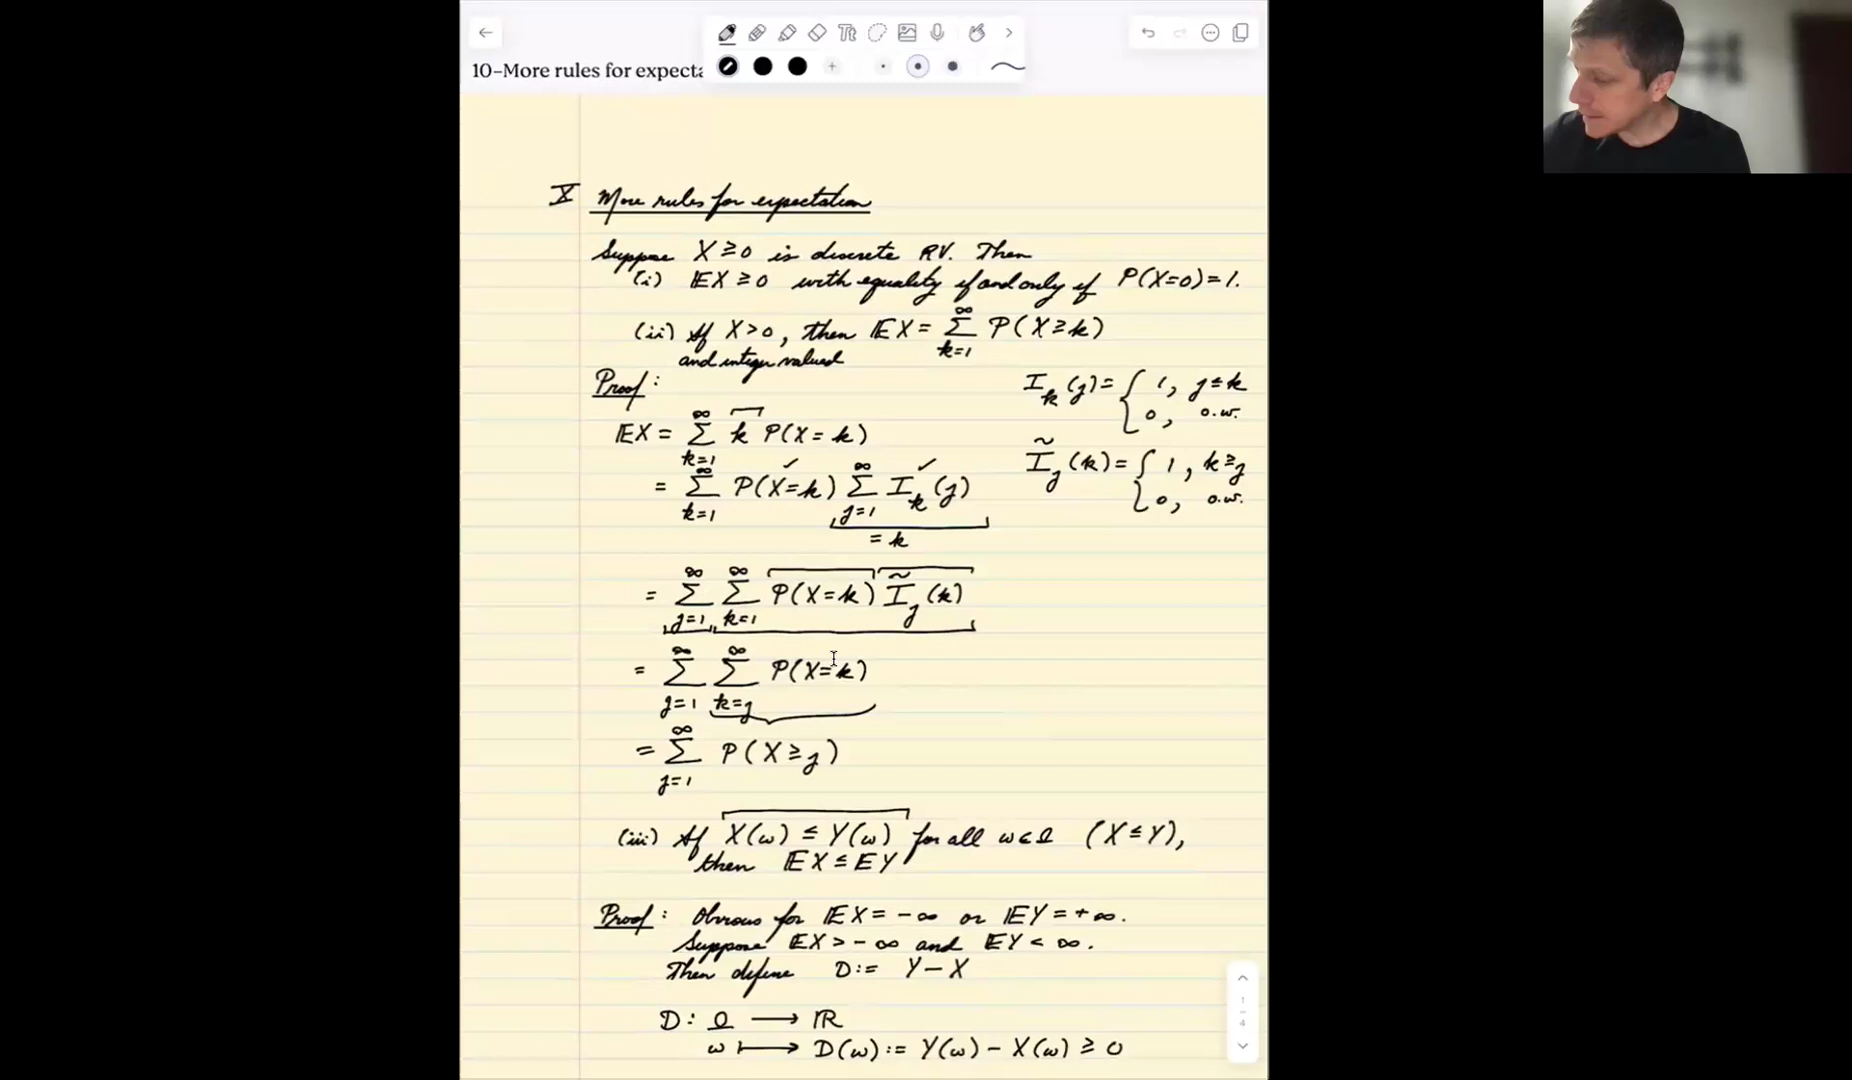 10-More rules for expecta
X More rules for expectation
Suppose X ≥ 0 is discrete RV. Then
(i) 𝔼X ≥ 0 with equality if and only if P(X=0)=1.
(ii) If X>0, then 𝔼X = ∑_{k=1}^{∞} P(X≥k)
and integer valued
Proof:
I_k(j) = { 1, j≤k
0, o.w.
𝔼X = ∑_{k=1}^{∞} k P(X=k)
Ĩ_j(k) = { 1, k≥j
0, o.w.
= ∑_{k=1}^{∞} P(X=k) ∑_{j=1}^{∞} I_k(j)
= k
= ∑_{j=1}^{∞} ∑_{k=1}^{∞} P(X=k) Ĩ_j(k)
= ∑_{j=1}^{∞} ∑_{k=j}^{∞} P(X=k)
= ∑_{j=1}^{∞} P(X≥j)
(iii) If X(ω) ≤ Y(ω) for all ω∈Ω (X≤Y),
then 𝔼X ≤ 𝔼Y
Proof: Obvious for 𝔼X = -∞ or 𝔼Y = +∞.
Suppose 𝔼X > -∞ and 𝔼Y < ∞.
Then define D := Y - X
D: Ω ⟶ ℝ
ω ⟼ D(ω) := Y(ω) - X(ω) ≥ 0
1
4